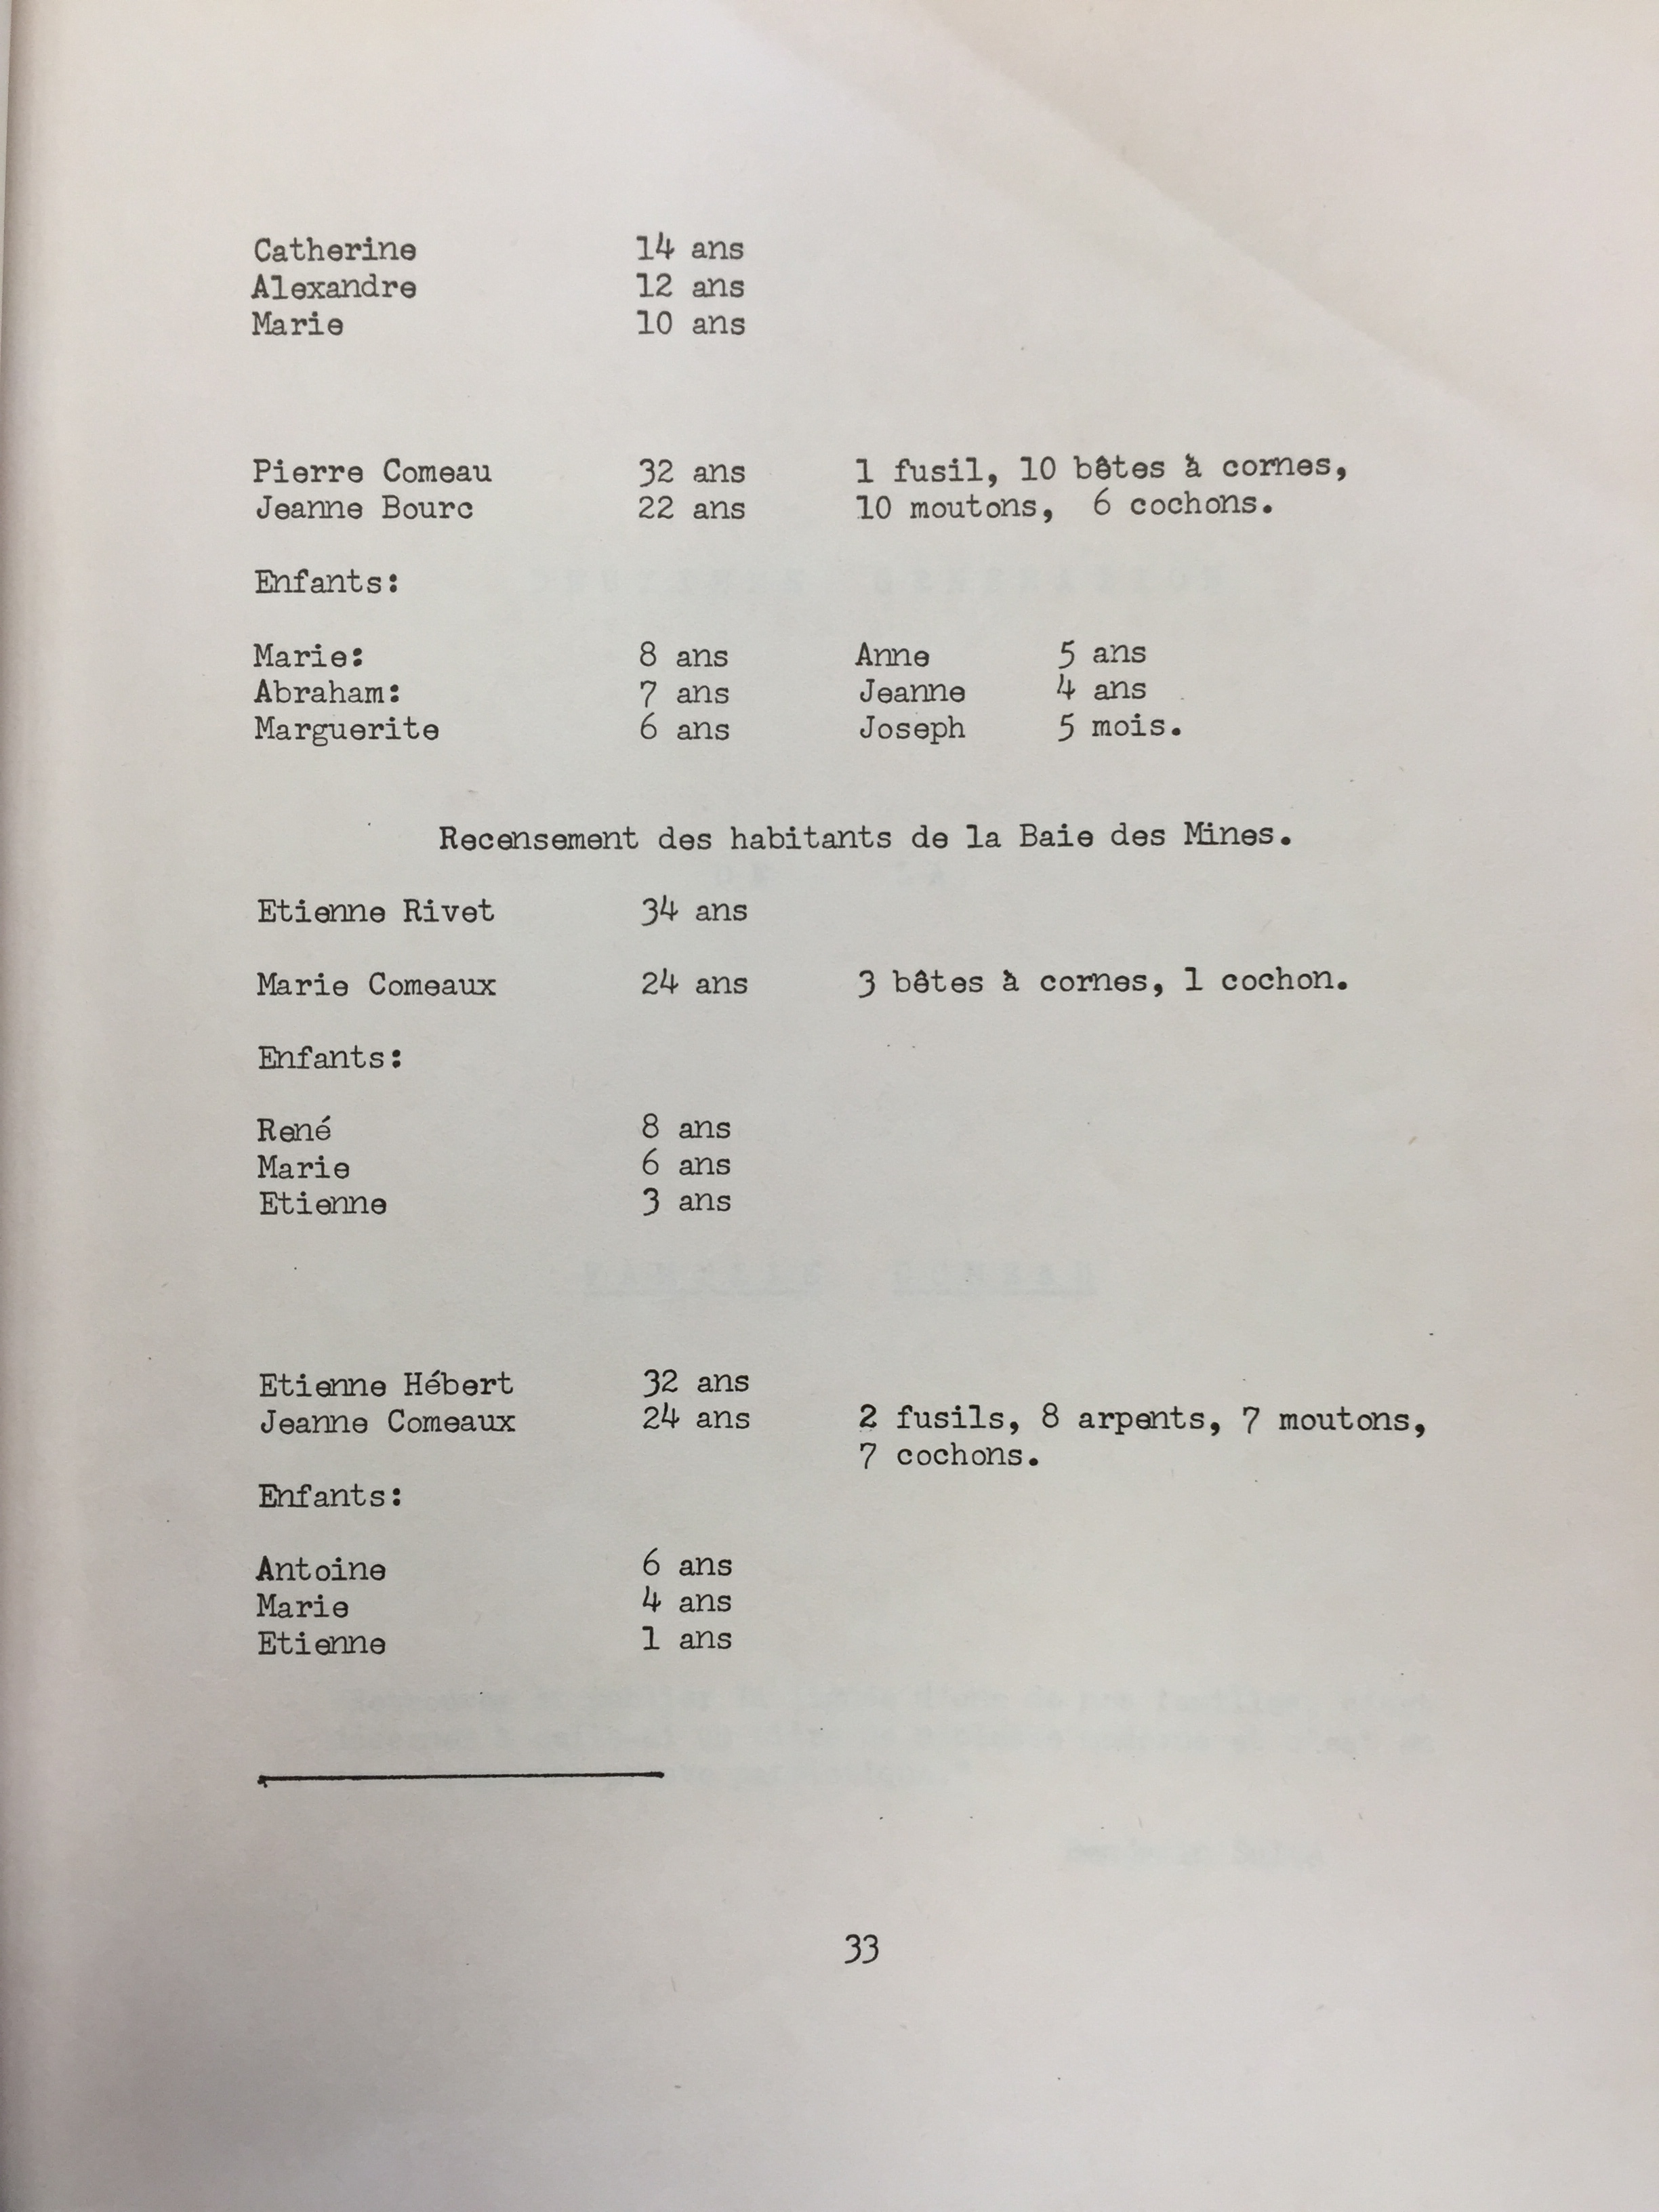 Catherine 14 ans
Alexandre 12 ans
Marie 10 ans
Pierre Comeau 32 ans 1 fusil, 10 bêtes à cornes,
Jeanne Bourc 22 ans 10 moutons, 6 cochons.
Enfants:
Marie: 8 ans Anne 5 ans
Abraham: 7 ans Jeanne 4 ans
Marguerite 6 ans Joseph 5 mois.
Recensement des habitants de la Baie des Mines.
Etienne Rivet 34 ans
Marie Comeaux 24 ans 3 bêtes à cornes, 1 cochon.
Enfants:
René 8 ans
Marie 6 ans
Etienne 3 ans
Etienne Hébert 32 ans
Jeanne Comeaux 24 ans 2 fusils, 8 arpents, 7 moutons,
7 cochons.
Enfants:
Antoine 6 ans
Marie 4 ans
Etienne 1 ans
33